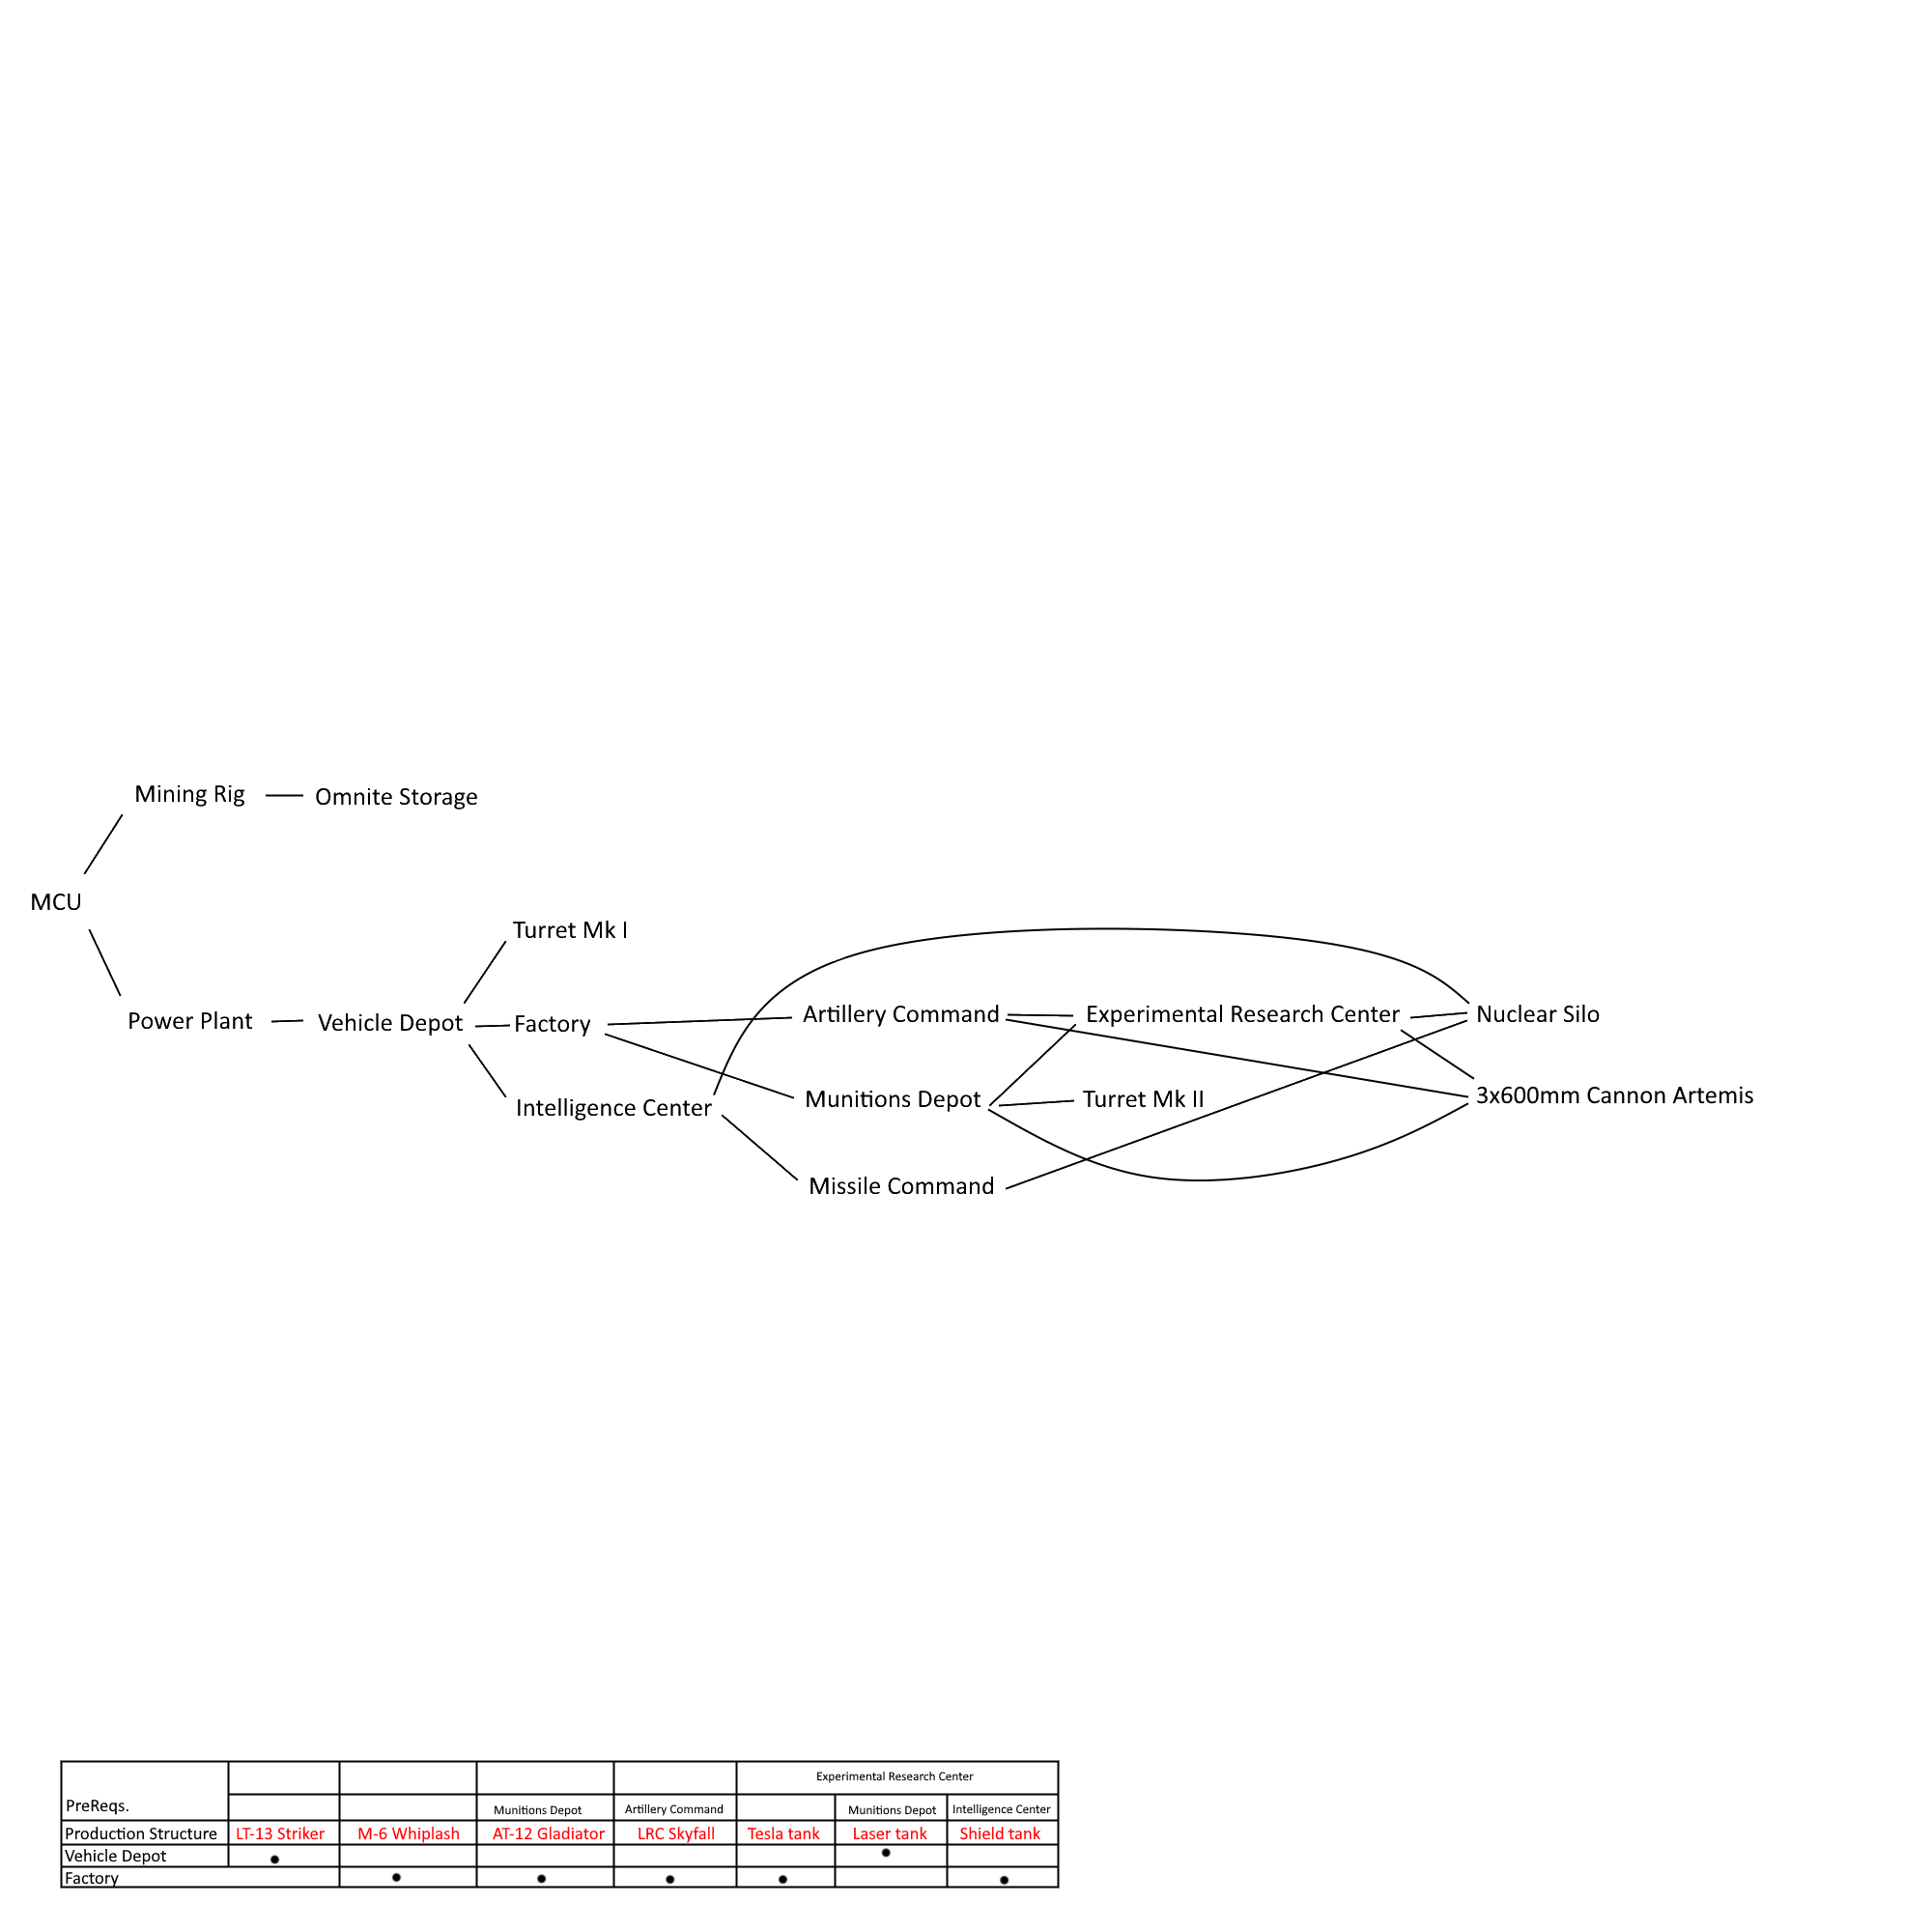 Mining Rig
Omnite Storage
MCU
Turret Mk I
Power Plant
Vehicle Depot
Factory
Artillery Command
Experimental Research Center
Nuclear Silo
Intelligence Center
Munitions Depot
Turret Mk II
3x600mm Cannon Artemis
Missile Command
Experimental Research Center
PreReqs.
Munitions Depot
Artillery Command
Munitions Depot
Intelligence Center
Production Structure
LT-13 Striker
M-6 Whiplash
AT-12 Gladiator
LRC Skyfall
Tesla tank
Laser tank
Shield tank
Vehicle Depot
Factory